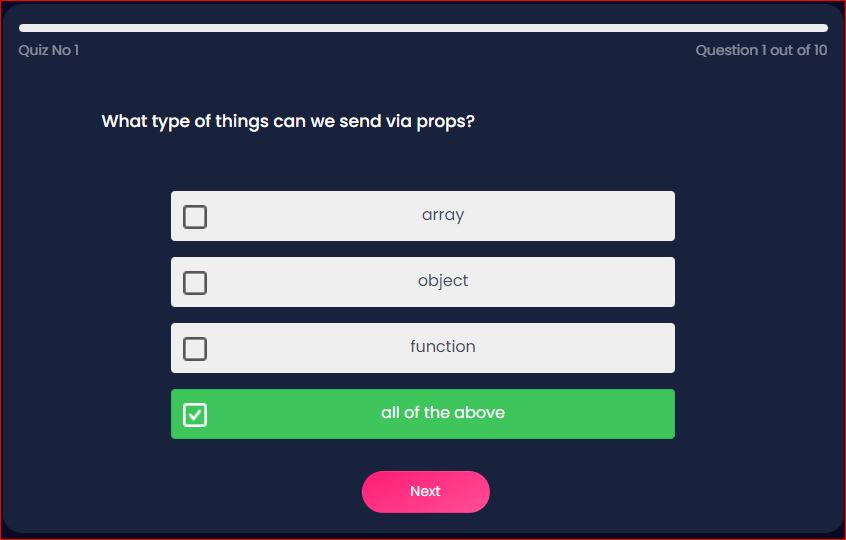 Quiz No 1
Question 1 out of 10
What type of things can we send via props?
array
object
function
all of the above
Next